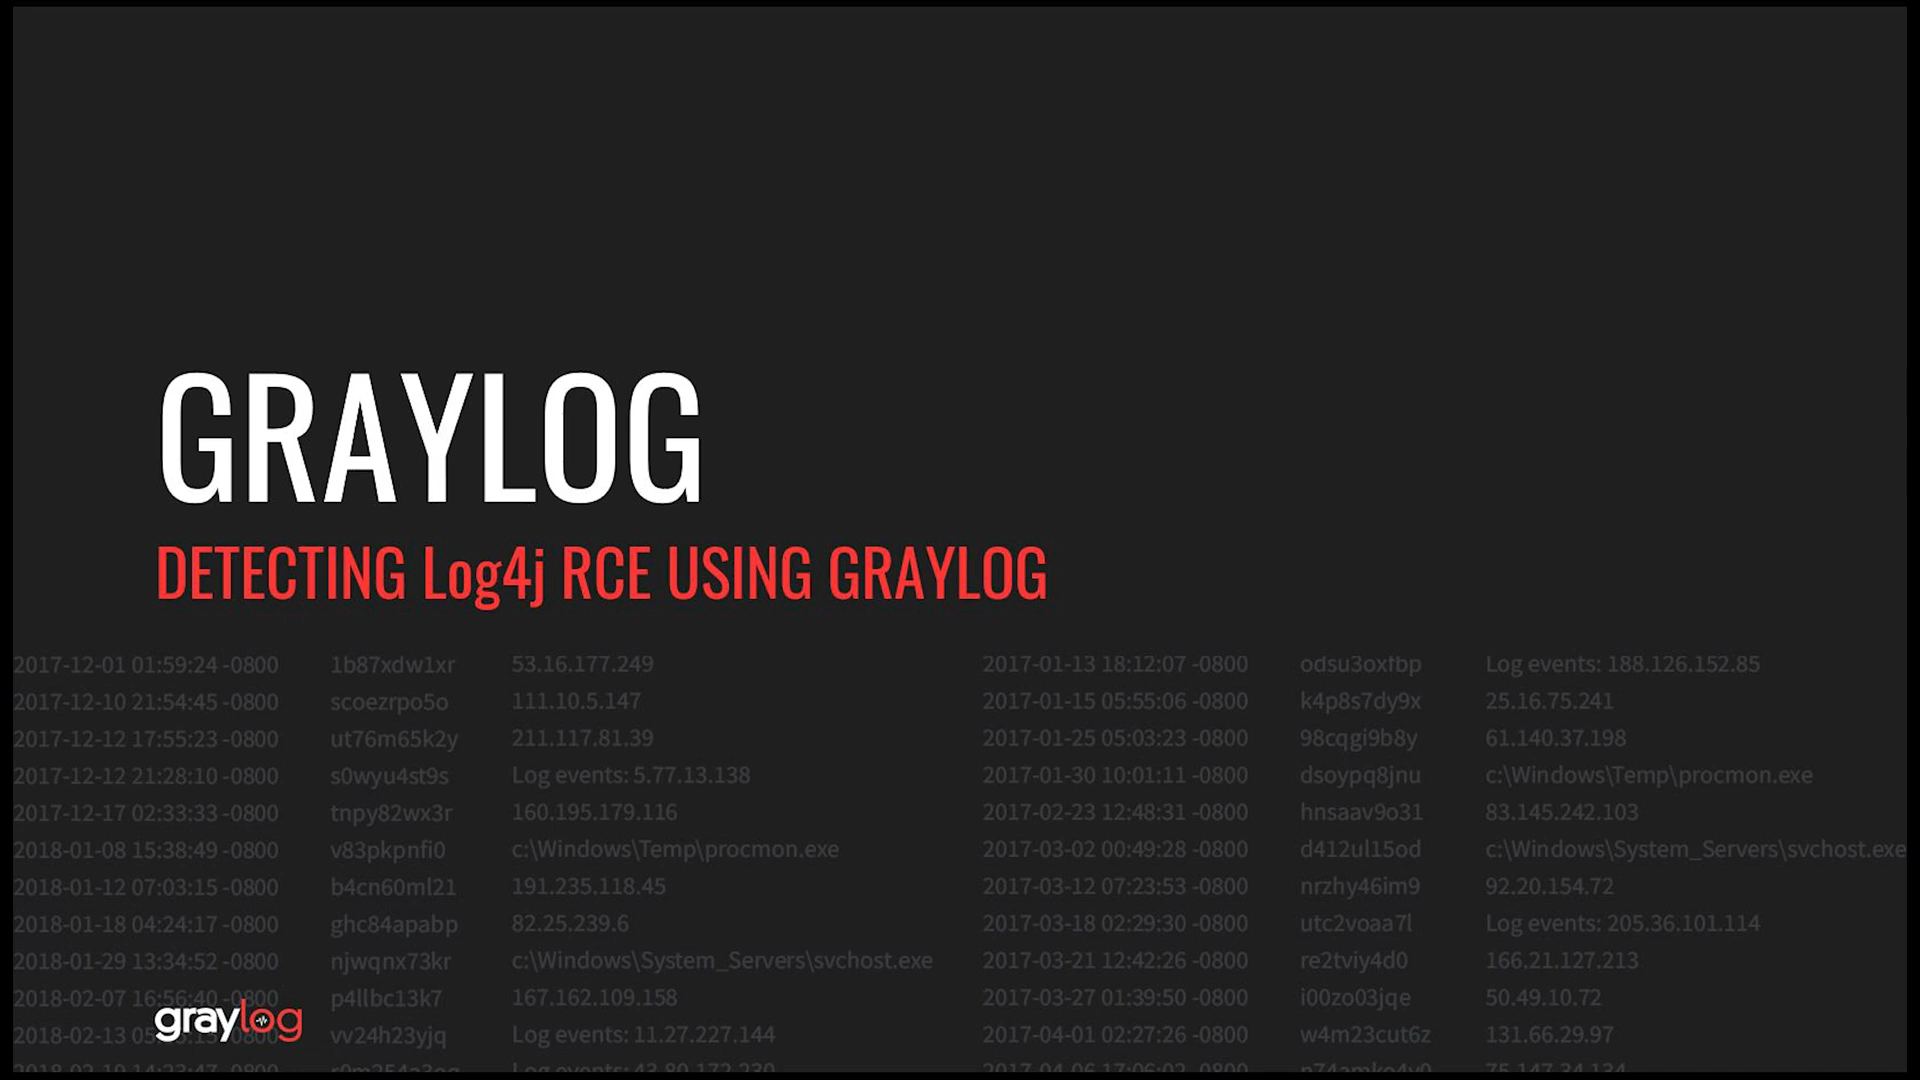 GRAYLOG
DETECTING Log4j RCE USING GRAYLOG
2017-12-01 01:59:24 -0800 1b87xdw1xr 53.16.177.249 2017-01-13 18:12:07 -0800 odsu3oxfbp Log events: 188.126.152.85
2017-12-10 21:54:45 -0800 scoezrpo5o 111.10.5.147 2017-01-15 05:55:06 -0800 k4p8s7dy9x 25.16.75.241
2017-12-12 17:55:23 -0800 ut76m65k2y 211.117.81.39 2017-01-25 05:03:23 -0800 98cqgi9b8y 61.140.37.198
2017-12-12 21:28:10 -0800 s0wyu4st9s Log events: 5.77.13.138 2017-01-30 10:01:11 -0800 dsoypq8jnu c:\Windows\Temp\procmon.exe
2017-12-17 02:33:33 -0800 tnpy82wx3r 160.195.179.116 2017-02-23 12:48:31 -0800 hnsaav9o31 83.145.242.103
2018-01-08 15:38:49 -0800 v83pkpnfi0 c:\Windows\Temp\procmon.exe 2017-03-02 00:49:28 -0800 d412ul15od c:\Windows\System_Servers\svchost.exe
2018-01-12 07:03:15 -0800 b4cn60ml21 191.235.118.45 2017-03-12 07:23:53 -0800 nrzhy46im9 92.20.154.72
2018-01-18 04:24:17 -0800 ghc84apabp 82.25.239.6 2017-03-18 02:29:30 -0800 utc2voaa7l Log events: 205.36.101.114
2018-01-29 13:34:52 -0800 njwqnx73kr c:\Windows\System_Servers\svchost.exe 2017-03-21 12:42:26 -0800 re2tviy4d0 166.21.127.213
2018-02-07 16:56:40 -0800 p4llbc13k7 167.162.109.158 2017-03-27 01:39:50 -0800 i00zo03jqe 50.49.10.72
graylog
2018-02-13 -0800 vv24h23yjq Log events: 11.27.227.144 2017-04-01 02:27:26 -0800 w4m23cut6z 131.66.29.97